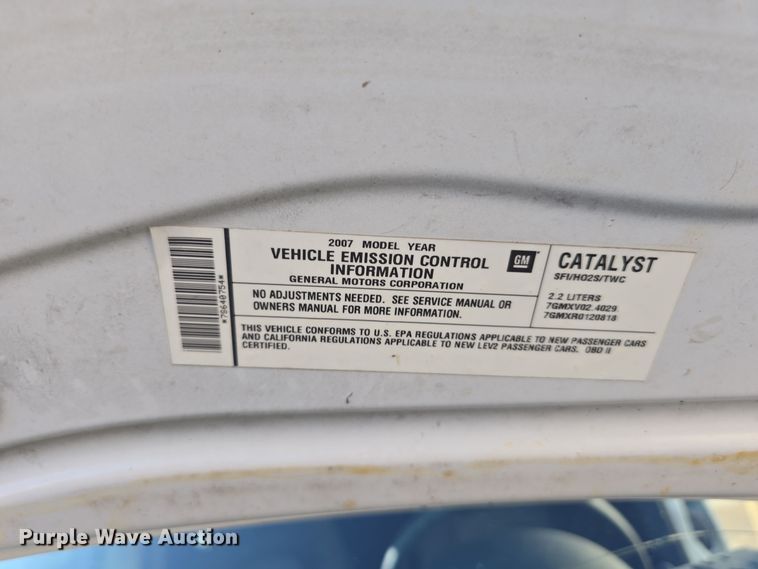 2007 MODEL YEAR
VEHICLE EMISSION CONTROL
INFORMATION
GENERAL MOTORS CORPORATION
GM
NO ADJUSTMENTS NEEDED. SEE SERVICE MANUAL OR
OWNERS MANUAL FOR MORE INFORMATION.
CATALYST
SFI/HO2S/TWC
2.2 LITERS
7GMXV02.4029
7GMXR0120818
THIS VEHICLE CONFORMS TO U.S. EPA REGULATIONS APPLICABLE TO NEW PASSENGER CARS
AND CALIFORNIA REGULATIONS APPLICABLE TO NEW LEV2 PASSENGER CARS. OBD II
CERTIFIED.
*79640754*
Purple Wave Auction